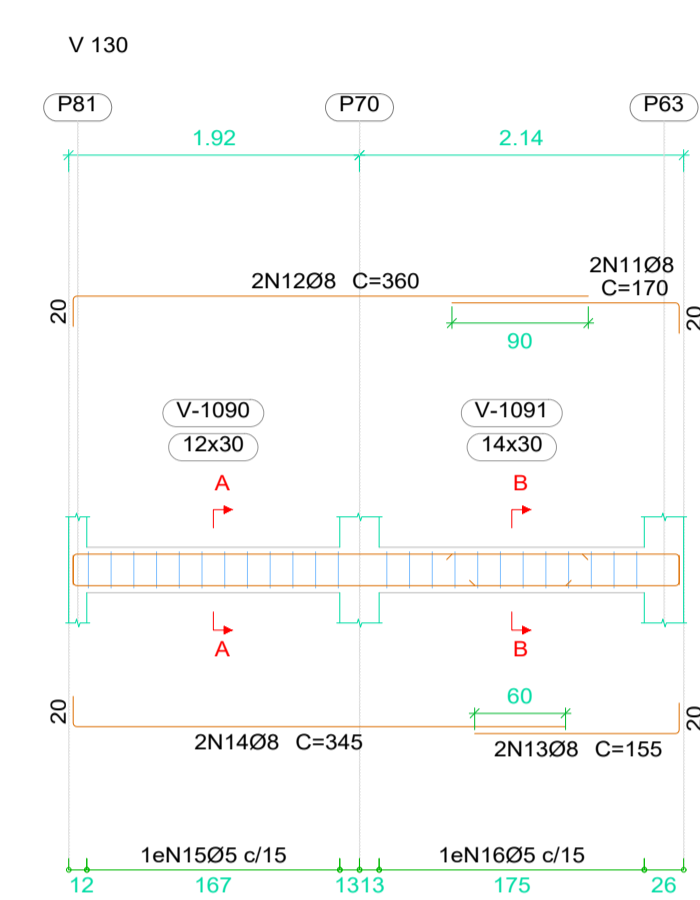 V 130
P81 P70 P63
1.92 2.14
2N12Ø8 C=360
2N11Ø8
C=170
20
20
90
V-1090 V-1091
12x30 14x30
A B
A B
60
20
20
2N14Ø8 C=345
2N13Ø8 C=155
1eN15Ø5 c/15 1eN16Ø5 c/15
12 167 1313 175 26